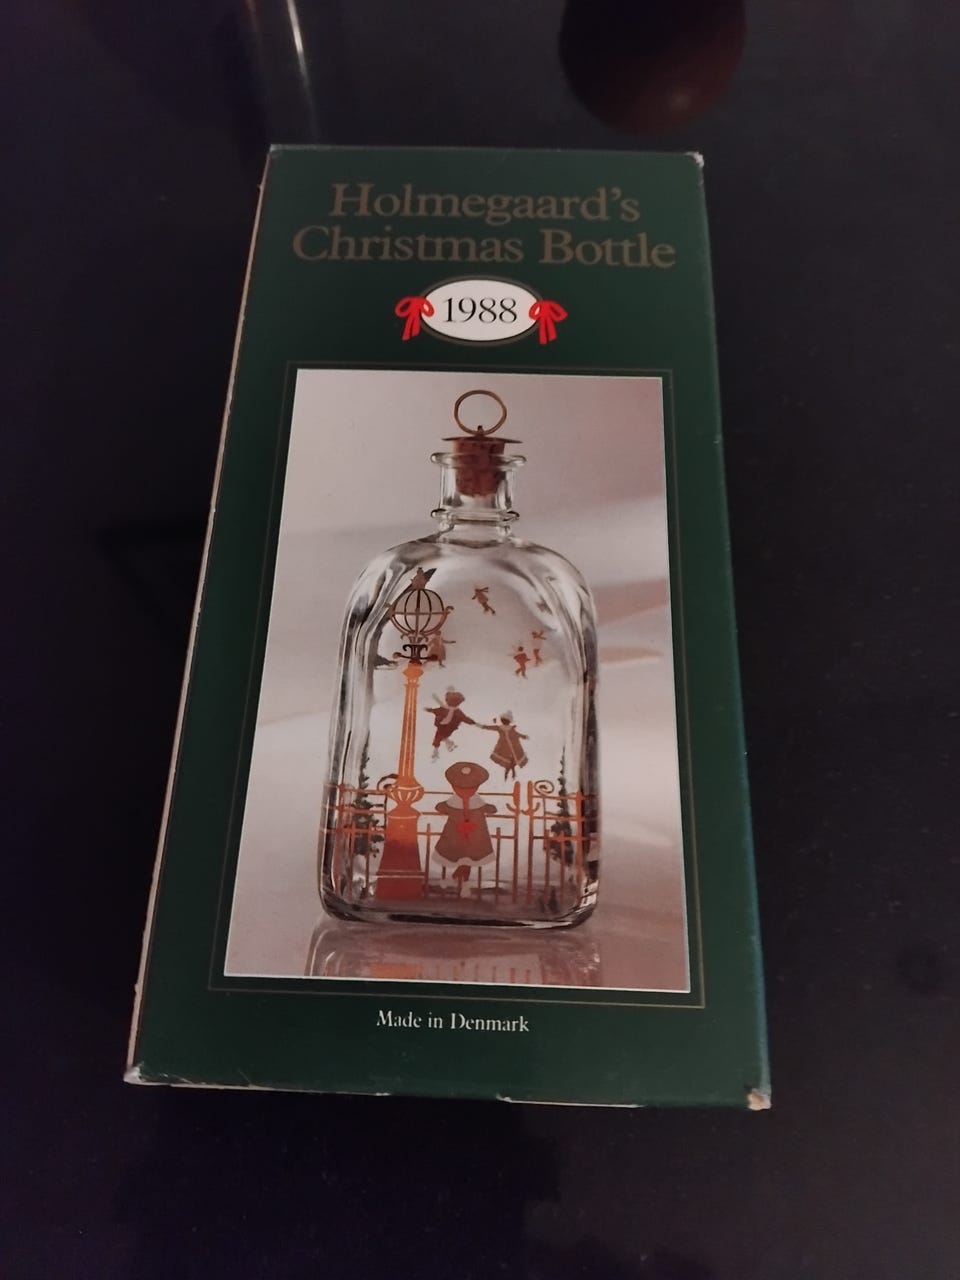 Holmegaard's
Christmas Bottle
1988
Made in Denmark